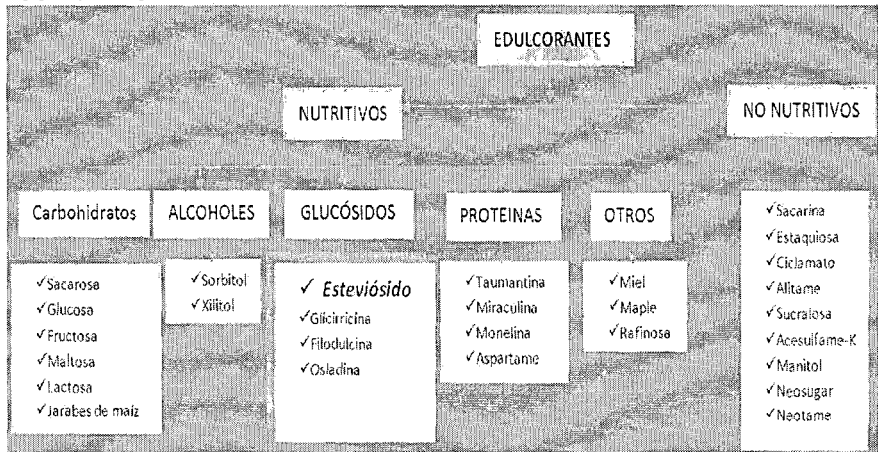 EDULCORANTES
NUTRITIVOS
NO NUTRITIVOS
Carbohidratos
✓Sacarosa
✓Glucosa
✓Fructosa
✓Maltosa
✓Lactosa
✓Jarabes de maíz
ALCOHOLES
✓Sorbitol
✓Xilitol
GLUCÓSIDOS
✓ Esteviósido
✓Glicirricina
✓Filodulcina
✓Osladina
PROTEINAS
✓Taumantina
✓Miraculina
✓Monelina
✓Aspartame
OTROS
✓Miel
✓Maple
✓Rafinosa
✓Sacarina
✓Estaquiosa
✓Ciclamato
✓Alitame
✓Sucralosa
✓Acesulfame-K
✓Manitol
✓Neosugar
✓Neotame